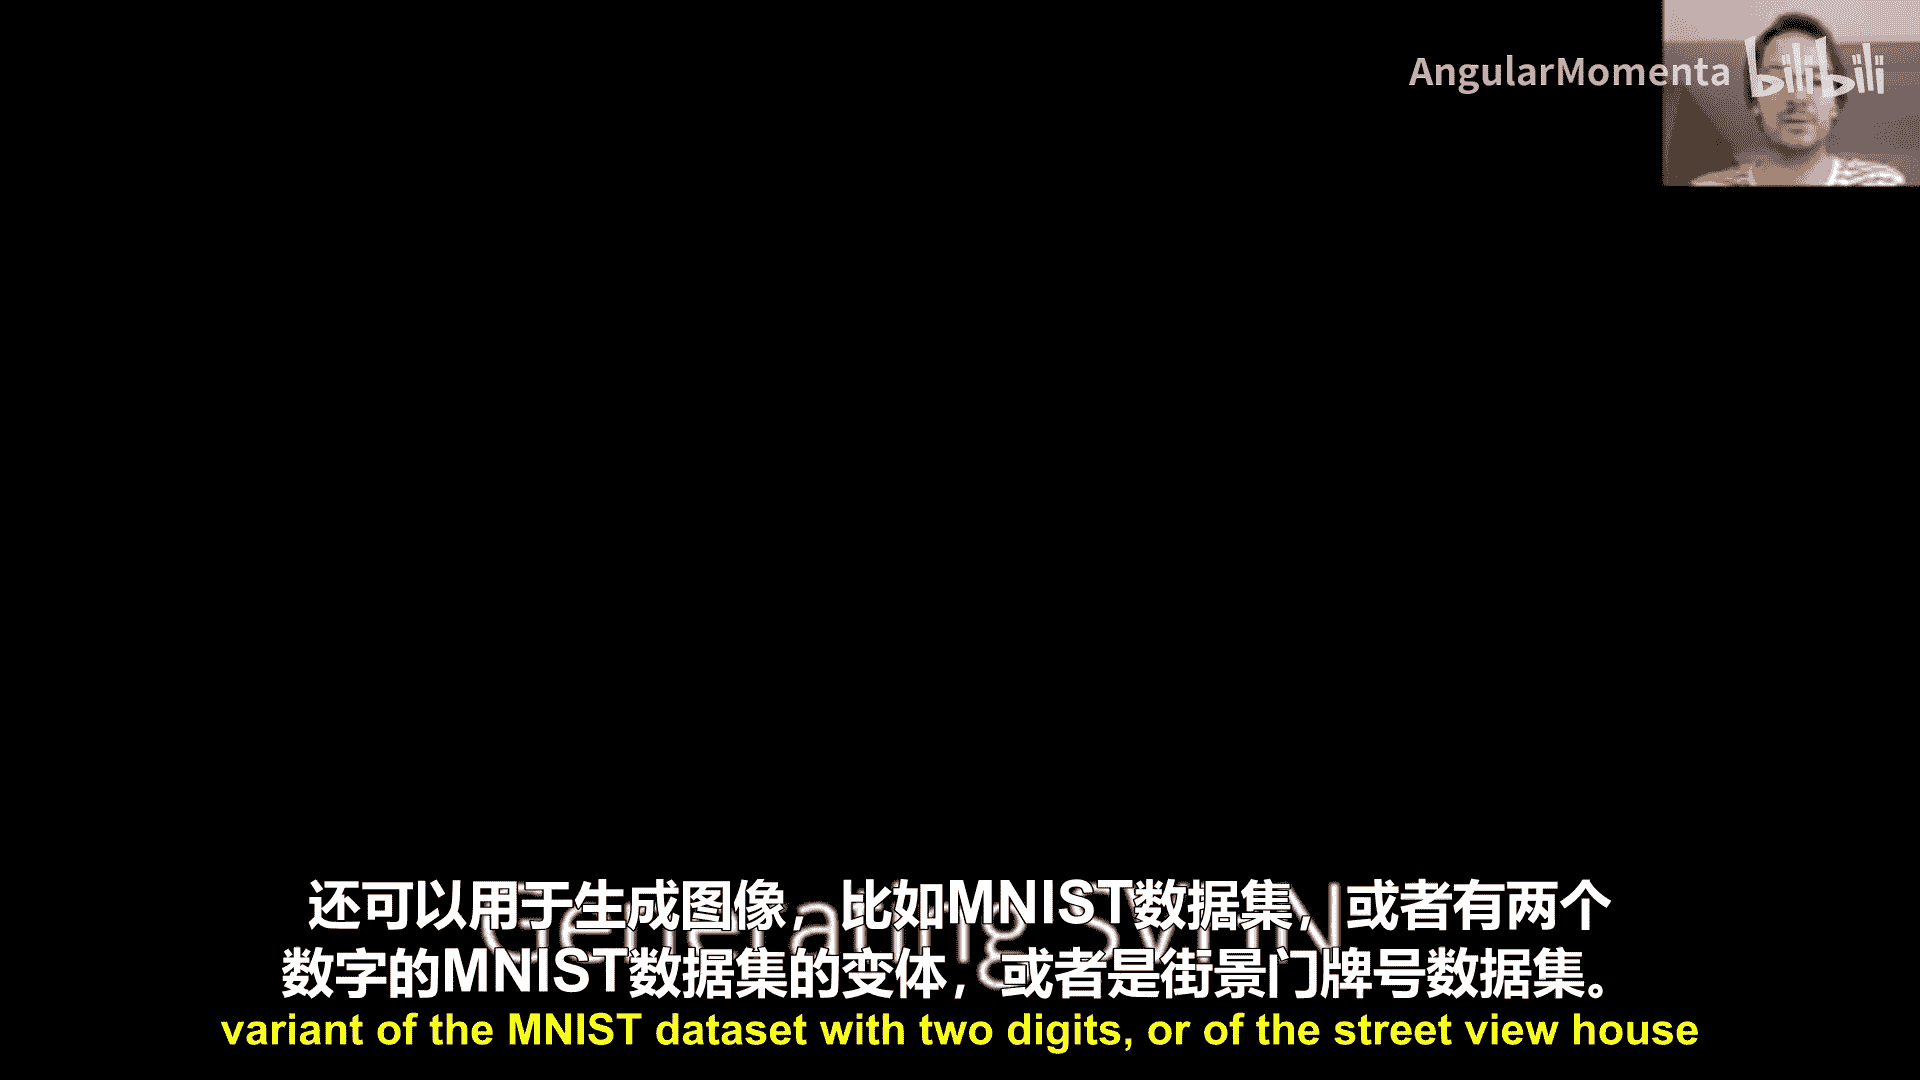 AngularMomenta
bilibili
Generating SVHN
还可以用于生成图像，比如MNIST数据集，或者有两个
数字的MNIST数据集的变体，或者是街景门牌号数据集。
variant of the MNIST dataset with two digits, or of the street view house